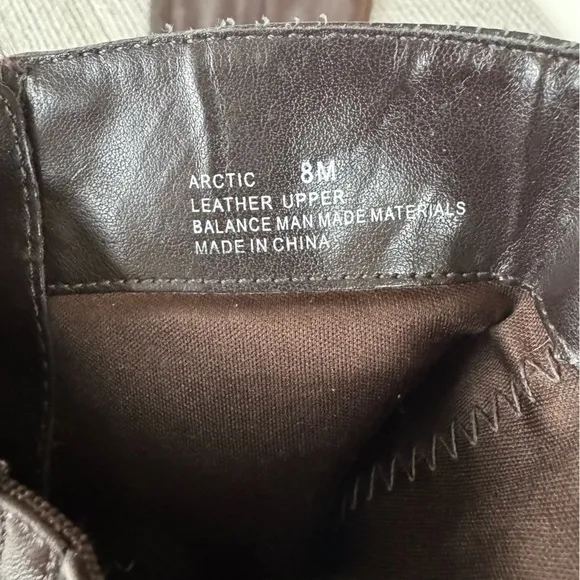 ARCTIC 8M
LEATHER UPPER
BALANCE MAN MADE MATERIALS
MADE IN CHINA